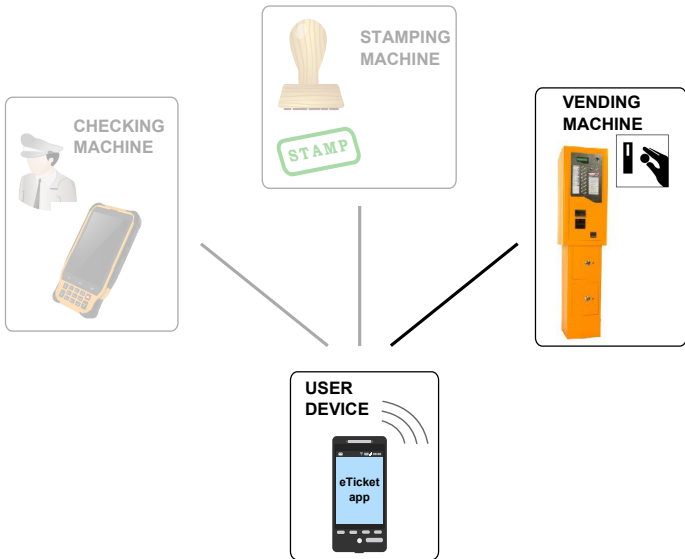 STAMPING
MACHINE
STAMP
CHECKING
MACHINE
VENDING
MACHINE
USER
DEVICE
eTicket
app